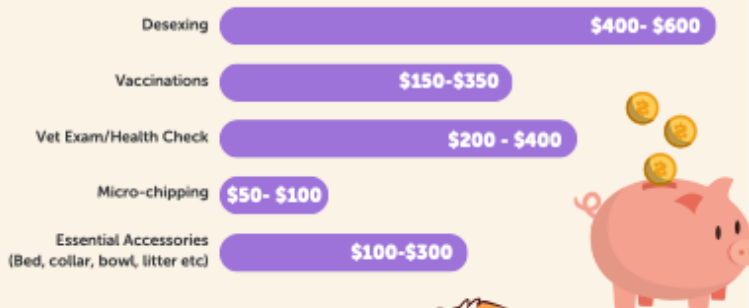 Desexing
$400- $600
Vaccinations
$150-$350
Vet Exam/Health Check
$200 - $400
Micro-chipping
$50- $100
Essential Accessories
(Bed, collar, bowl, litter etc)
$100-$300